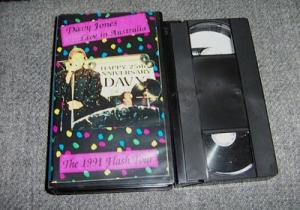 Davy Jones
Live in Australia
HAPPY 25th
ANNIVERSARY
DAVY
The 1991 Flash Tour